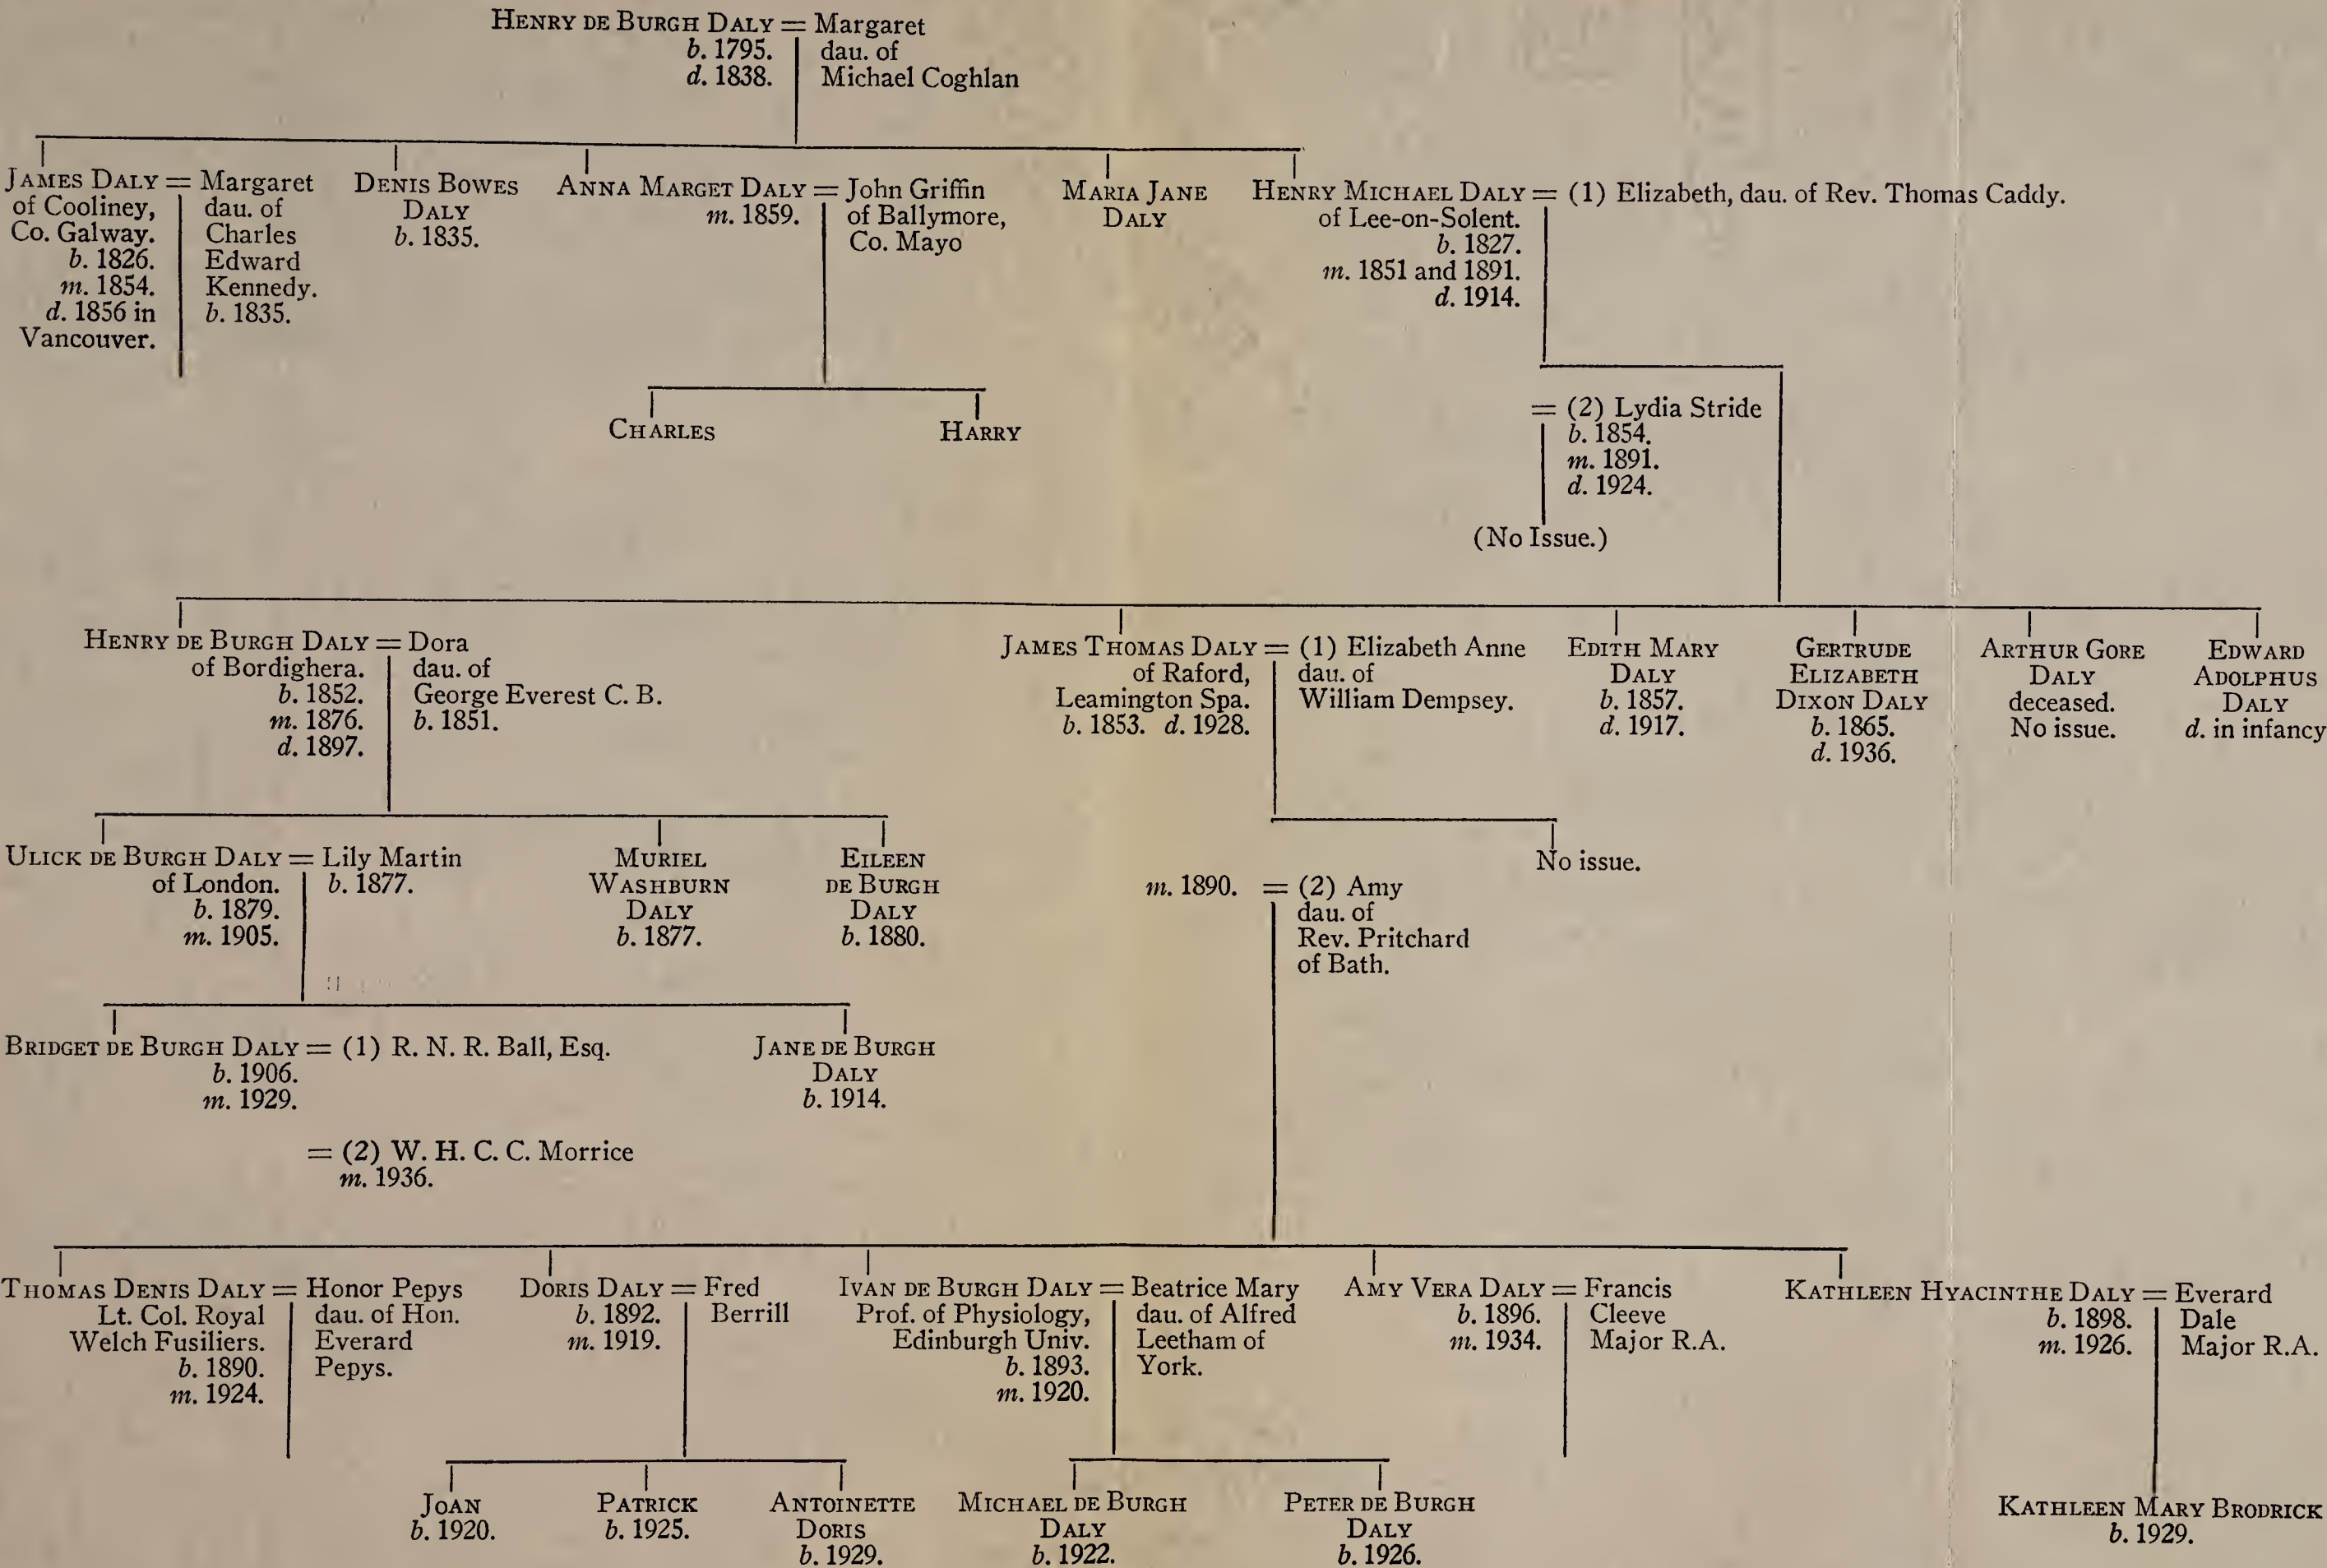 HENRY DE BURGH DALY = Margaret
b. 1795. dau. of
d. 1838. Michael Coghlan
JAMES DALY = Margaret
of Cooliney, dau. of
Co. Galway. Charles
b. 1826. Edward
m. 1854. Kennedy.
d. 1856 in b. 1835.
Vancouver.
DENIS BOWES
DALY
b. 1835.
ANNA MARGET DALY = John Griffin
m. 1859. of Ballymore,
Co. Mayo
MARIA JANE
DALY
HENRY MICHAEL DALY = (1) Elizabeth, dau. of Rev. Thomas Caddy.
of Lee-on-Solent.
b. 1827.
m. 1851 and 1891.
d. 1914.
CHARLES
HARRY
= (2) Lydia Stride
b. 1854.
m. 1891.
d. 1924.
(No Issue.)
HENRY DE BURGH DALY = Dora
of Bordighera. dau. of
b. 1852. George Everest C. B.
m. 1876. b. 1851.
d. 1897.
JAMES THOMAS DALY = (1) Elizabeth Anne
of Raford, dau. of
Leamington Spa. William Dempsey.
b. 1853. d. 1928.
EDITH MARY
DALY
b. 1857.
d. 1917.
GERTRUDE
ELIZABETH
DIXON DALY
b. 1865.
d. 1936.
ARTHUR GORE
DALY
deceased.
No issue.
EDWARD
ADOLPHUS
DALY
d. in infancy
ULICK DE BURGH DALY = Lily Martin
of London. b. 1877.
b. 1879.
m. 1905.
MURIEL
WASHBURN
DALY
b. 1877.
EILEEN
DE BURGH
DALY
b. 1880.
No issue.
m. 1890. = (2) Amy
dau. of
Rev. Pritchard
of Bath.
BRIDGET DE BURGH DALY = (1) R. N. R. Ball, Esq.
b. 1906.
m. 1929.
= (2) W. H. C. C. Morrice
m. 1936.
JANE DE BURGH
DALY
b. 1914.
THOMAS DENIS DALY = Honor Pepys
Lt. Col. Royal dau. of Hon.
Welch Fusiliers. Everard
b. 1890. Pepys.
m. 1924.
DORIS DALY = Fred
b. 1892. Berrill
m. 1919.
IVAN DE BURGH DALY = Beatrice Mary
Prof. of Physiology, dau. of Alfred
Edinburgh Univ. Leetham of
b. 1893. York.
m. 1920.
AMY VERA DALY = Francis
b. 1896. Cleeve
m. 1934. Major R.A.
KATHLEEN HYACINTHE DALY = Everard
b. 1898. Dale
m. 1926. Major R.A.
JOAN
b. 1920.
PATRICK
b. 1925.
ANTOINETTE
DORIS
b. 1929.
MICHAEL DE BURGH
DALY
b. 1922.
PETER DE BURGH
DALY
b. 1926.
KATHLEEN MARY BRODRICK
b. 1929.